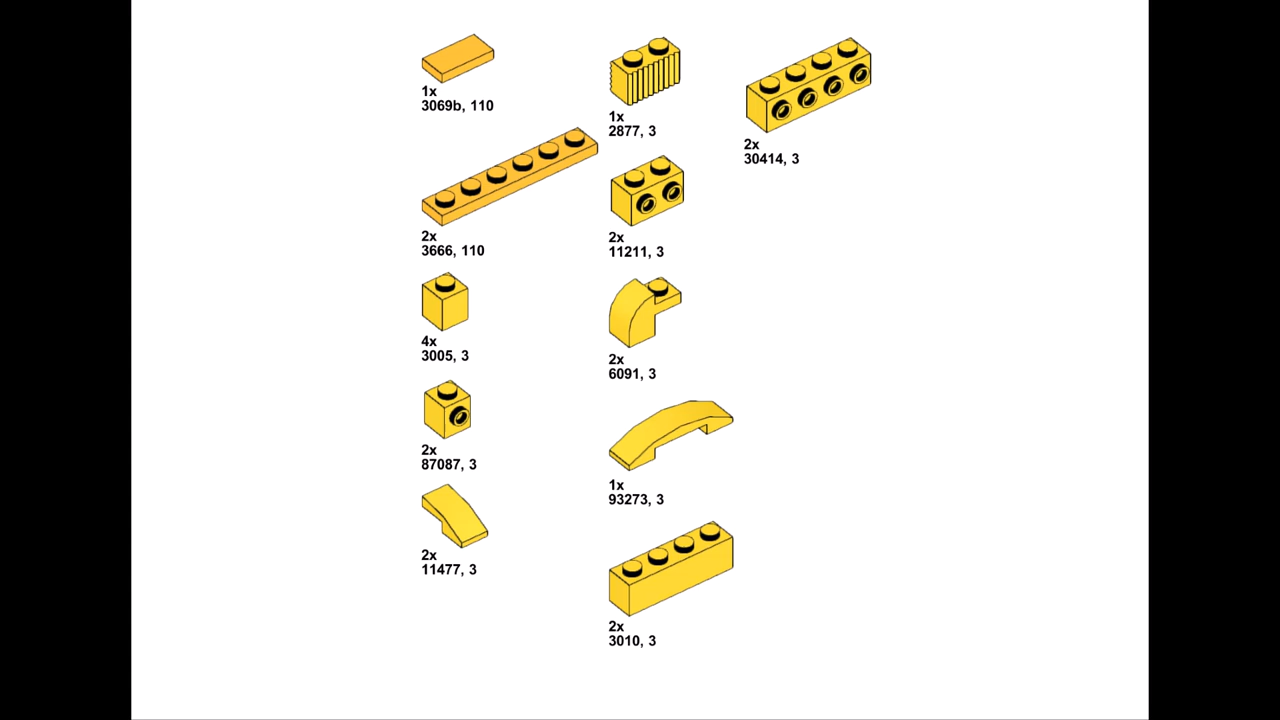 1x
3069b, 110
2x
3666, 110
4x
3005, 3
2x
87087, 3
2x
11477, 3
1x
2877, 3
2x
11211, 3
2x
6091, 3
1x
93273, 3
2x
3010, 3
2x
30414, 3